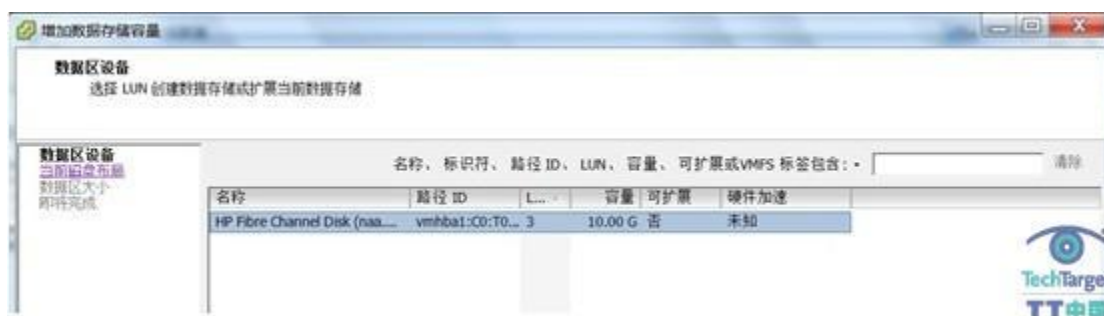 增加数据存储容量
数据区设备
选择 LUN 创建数据存储或扩展当前数据存储
数据区设备
当前磁盘布局
数据区大小
即将完成
名称、标识符、路径 ID、LUN、容量、可扩展或VMFS 标签包含: 清除
名称 路径 ID L... 容量 可扩展 硬件加速
HP Fibre Channel Disk (naa.... vmhba1:C0:T0... 3 10.00 G 否 未知
TechTarge
TT中国